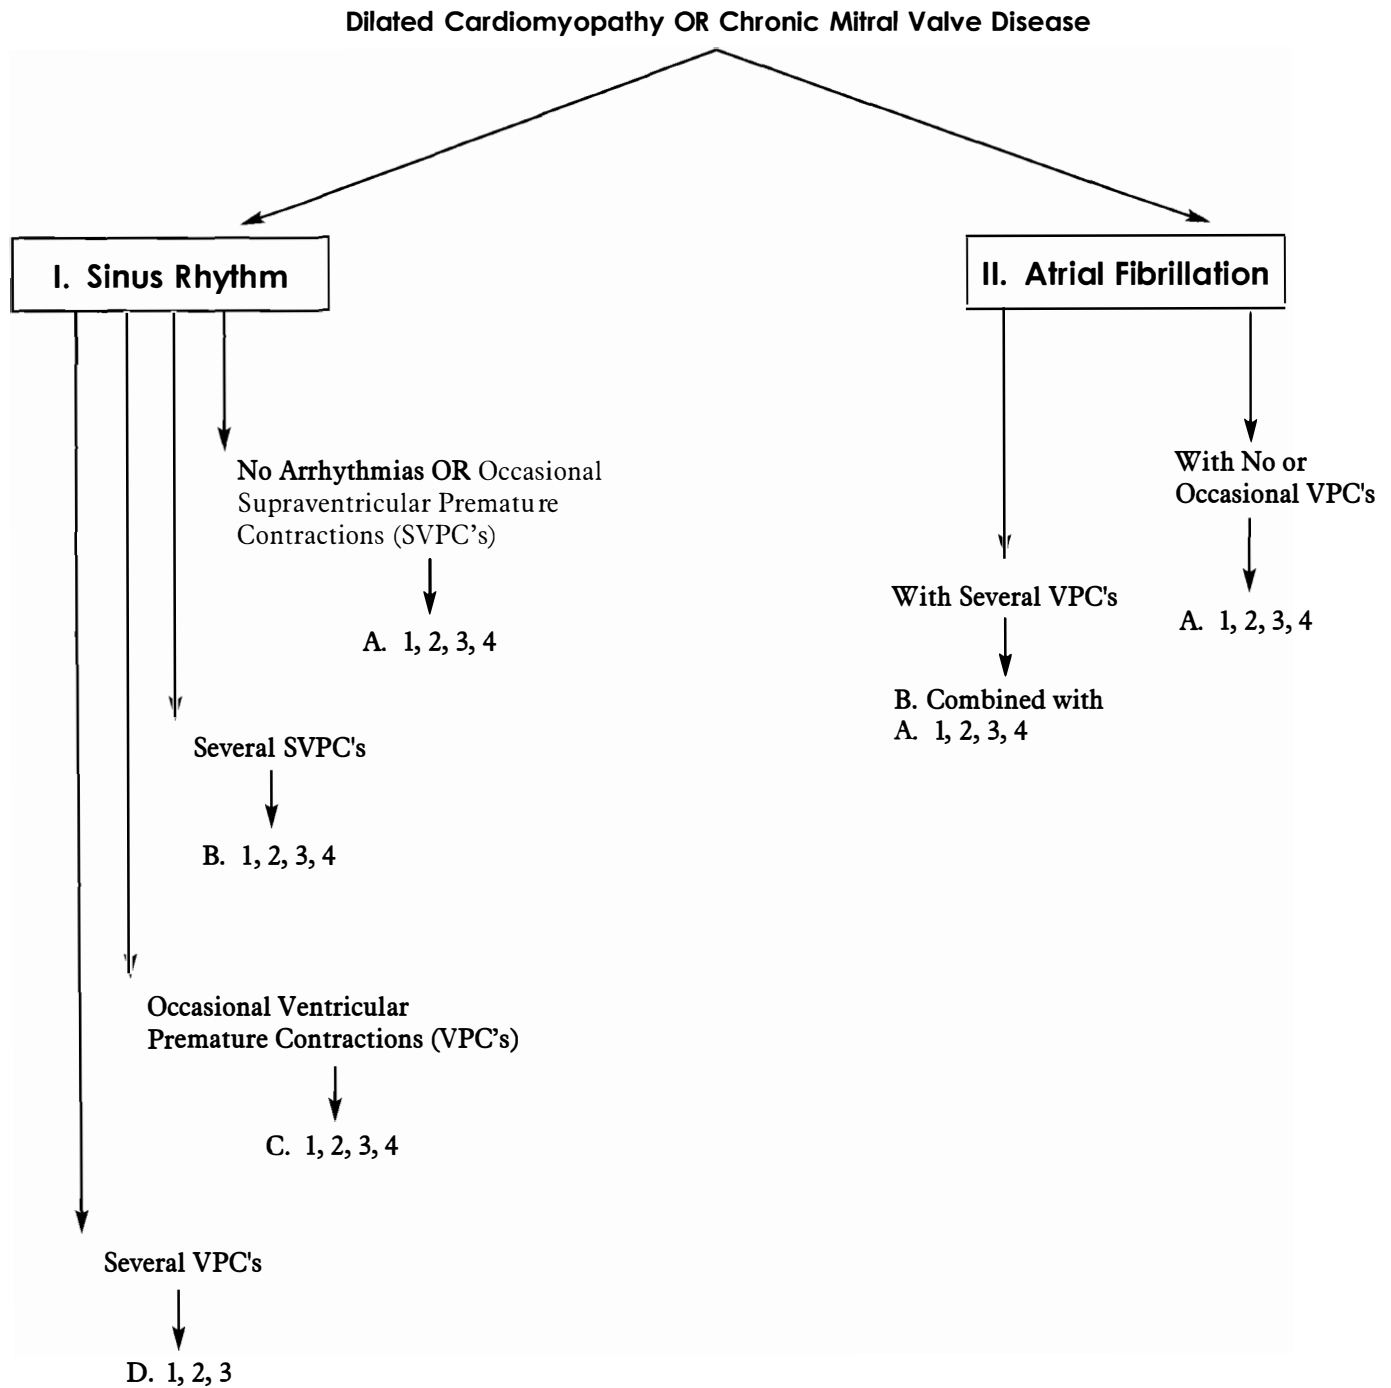 Dilated Cardiomyopathy OR Chronic Mitral Valve Disease
I. Sinus Rhythm
II. Atrial Fibrillation
No Arrhythmias OR Occasional
Supraventricular Premature
Contractions (SVPC’s)
A. 1, 2, 3, 4
Several SVPC's
B. 1, 2, 3, 4
Occasional Ventricular
Premature Contractions (VPC’s)
C. 1, 2, 3, 4
Several VPC's
D. 1, 2, 3
With Several VPC's
B. Combined with
A. 1, 2, 3, 4
With No or
Occasional VPC's
A. 1, 2, 3, 4